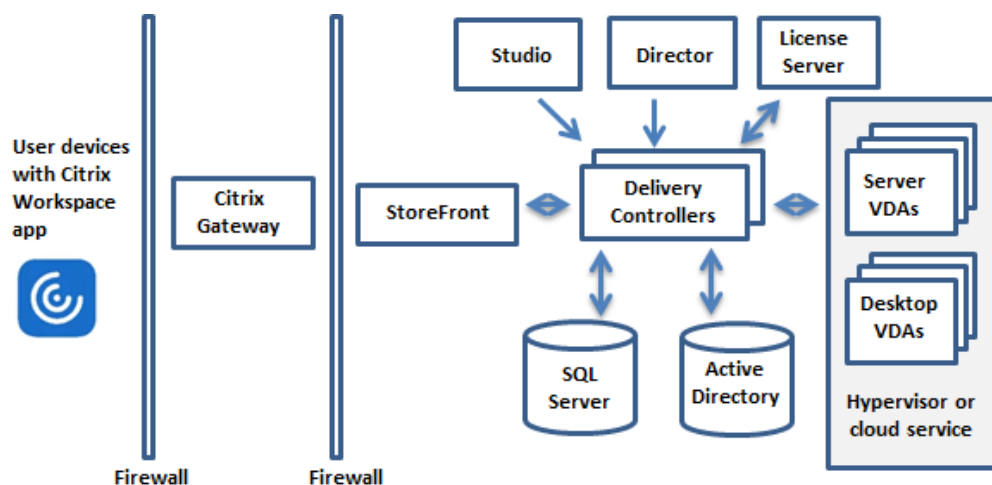 User devices
with Citrix
Workspace
app
Firewall
Citrix
Gateway
Firewall
StoreFront
Studio
Director
License
Server
Delivery
Controllers
SQL
Server
Active
Directory
Server
VDAs
Desktop
VDAs
Hypervisor or
cloud service